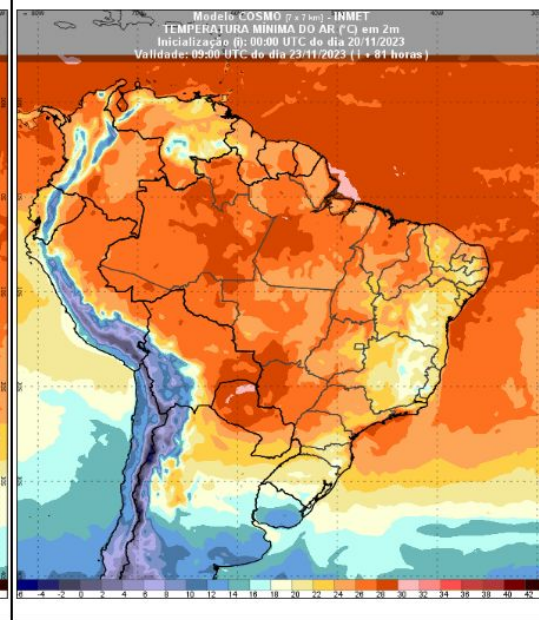 Modelo COSMO [7 x 7 km] - INMET
TEMPERATURA MÍNIMA DO AR (°C) em 2m
Inicialização (i): 00:00 UTC do dia 20/11/2023
Validade: 09:00 UTC do dia 23/11/2023 ( i + 81 horas )
-6 -4 -2 0 2 4 6 8 10 12 14 16 18 20 22 24 26 28 30 32 34 36 38 40 42